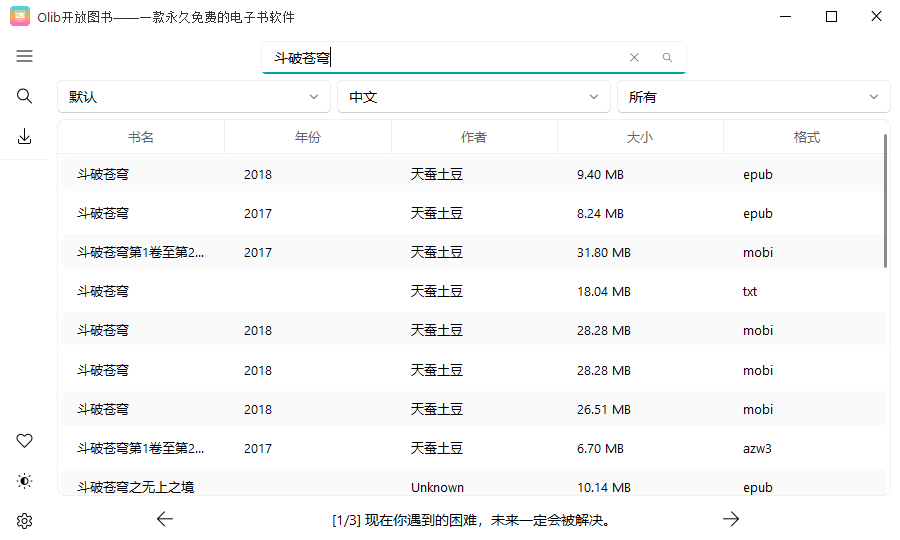 Olib开放图书——一款永久免费的电子书软件
斗破苍穹
默认 中文 所有
书名 年份 作者 大小 格式
斗破苍穹 2018 天蚕土豆 9.40 MB epub
斗破苍穹 2017 天蚕土豆 8.24 MB epub
斗破苍穹第1卷至第2... 2017 天蚕土豆 31.80 MB mobi
斗破苍穹 天蚕土豆 18.04 MB txt
斗破苍穹 2018 天蚕土豆 28.28 MB mobi
斗破苍穹 2018 天蚕土豆 28.28 MB mobi
斗破苍穹 2018 天蚕土豆 26.51 MB mobi
斗破苍穹第1卷至第2... 2017 天蚕土豆 6.70 MB azw3
斗破苍穹之无上之境 Unknown 10.14 MB epub
[1/3] 现在你遇到的困难，未来一定会被解决。